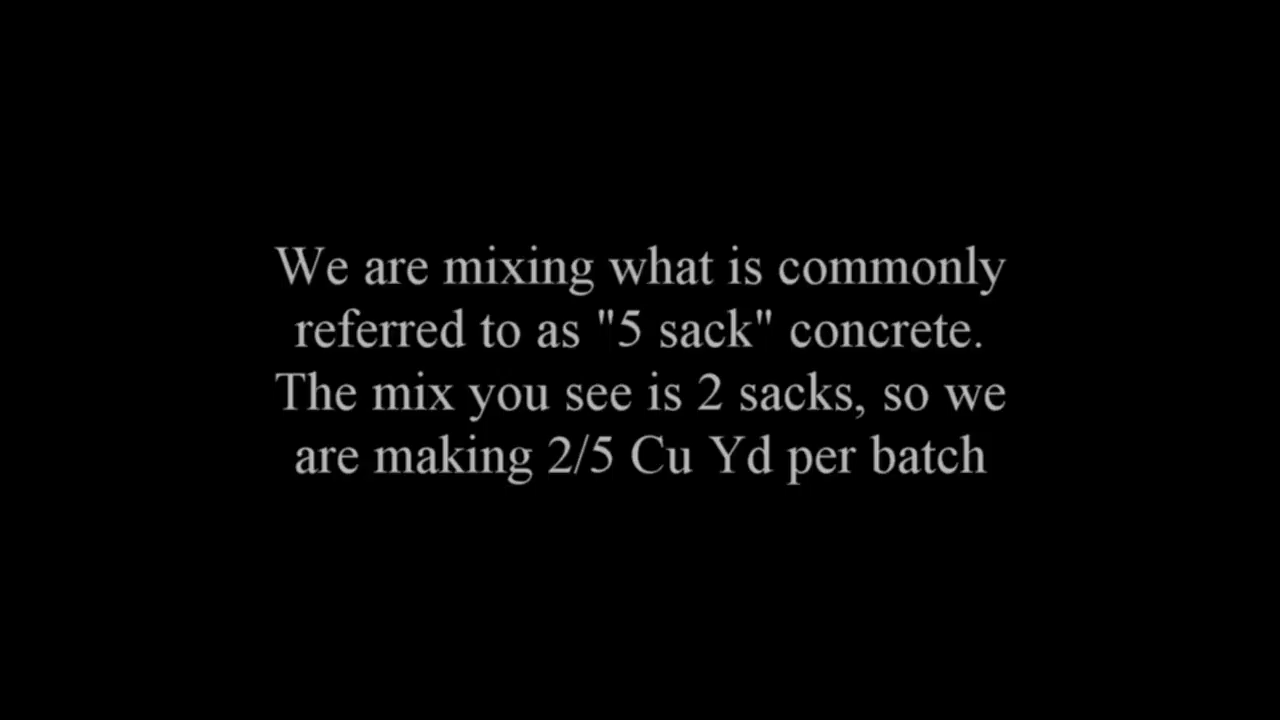 We are mixing what is commonly
referred to as "5 sack" concrete.
The mix you see is 2 sacks, so we
are making 2/5 Cu Yd per batch